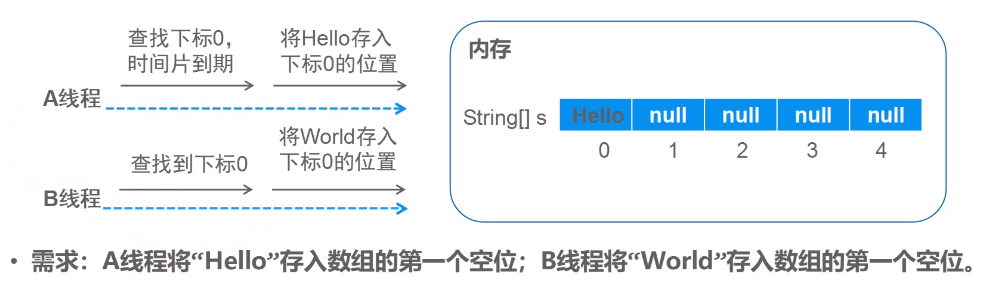 查找下标0，
时间片到期
将Hello存入
下标0的位置
A线程
查找到下标0
将World存入
下标0的位置
B线程
内存
String[] s
Hello null null null null
0 1 2 3 4
• 需求：A线程将“Hello”存入数组的第一个空位；B线程将“World”存入数组的第一个空位。